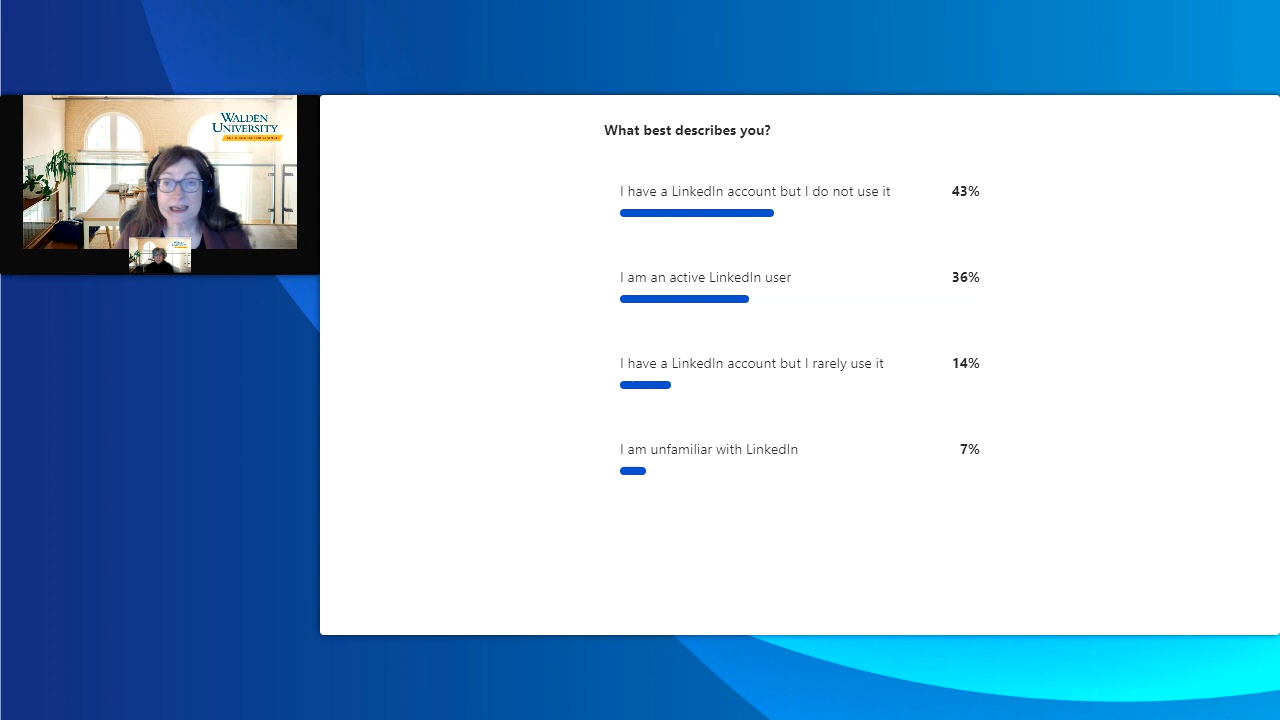 WALDEN
UNIVERSITY
What best describes you?
I have a LinkedIn account but I do not use it 43%
I am an active LinkedIn user 36%
I have a LinkedIn account but I rarely use it 14%
I am unfamiliar with LinkedIn 7%